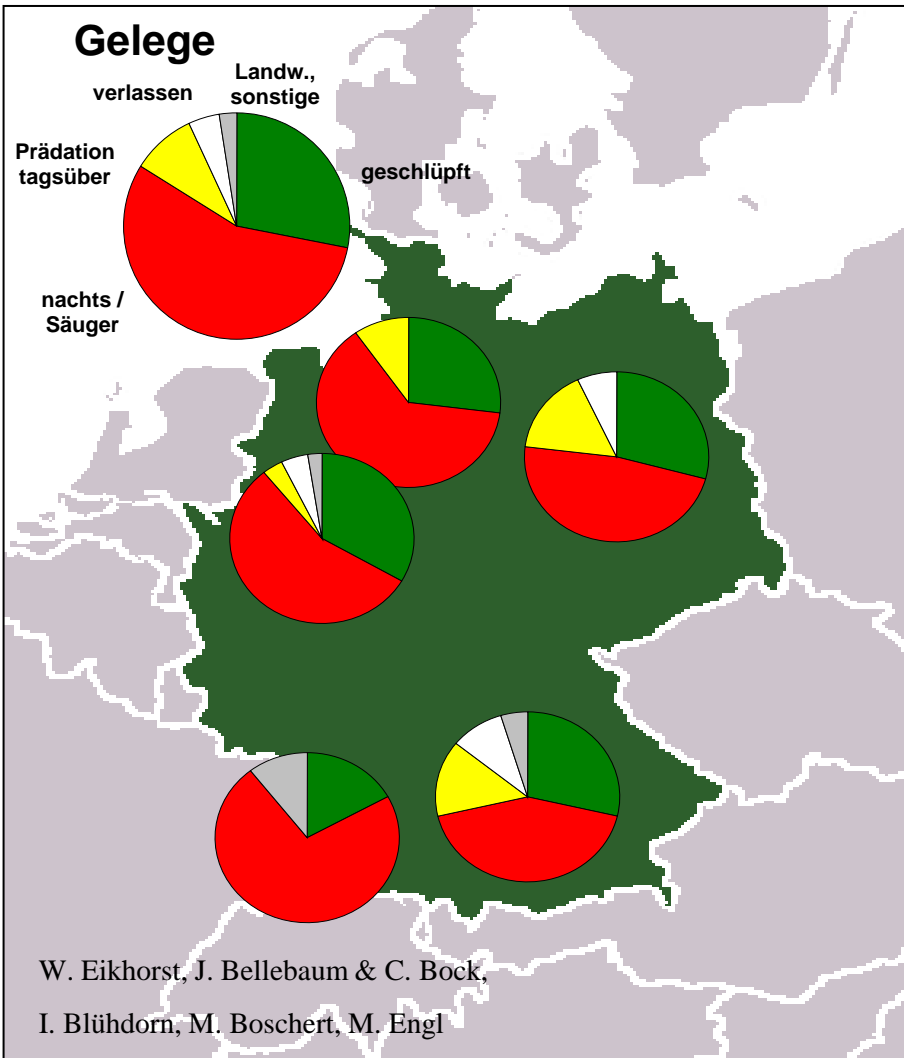 Gelege
Landw.,
sonstige
verlassen
Prädation
tagsüber
geschlüpft
nachts /
Säuger
W. Eikhorst, J. Bellebaum & C. Bock,
I. Blühdorn, M. Boschert, M. Engl